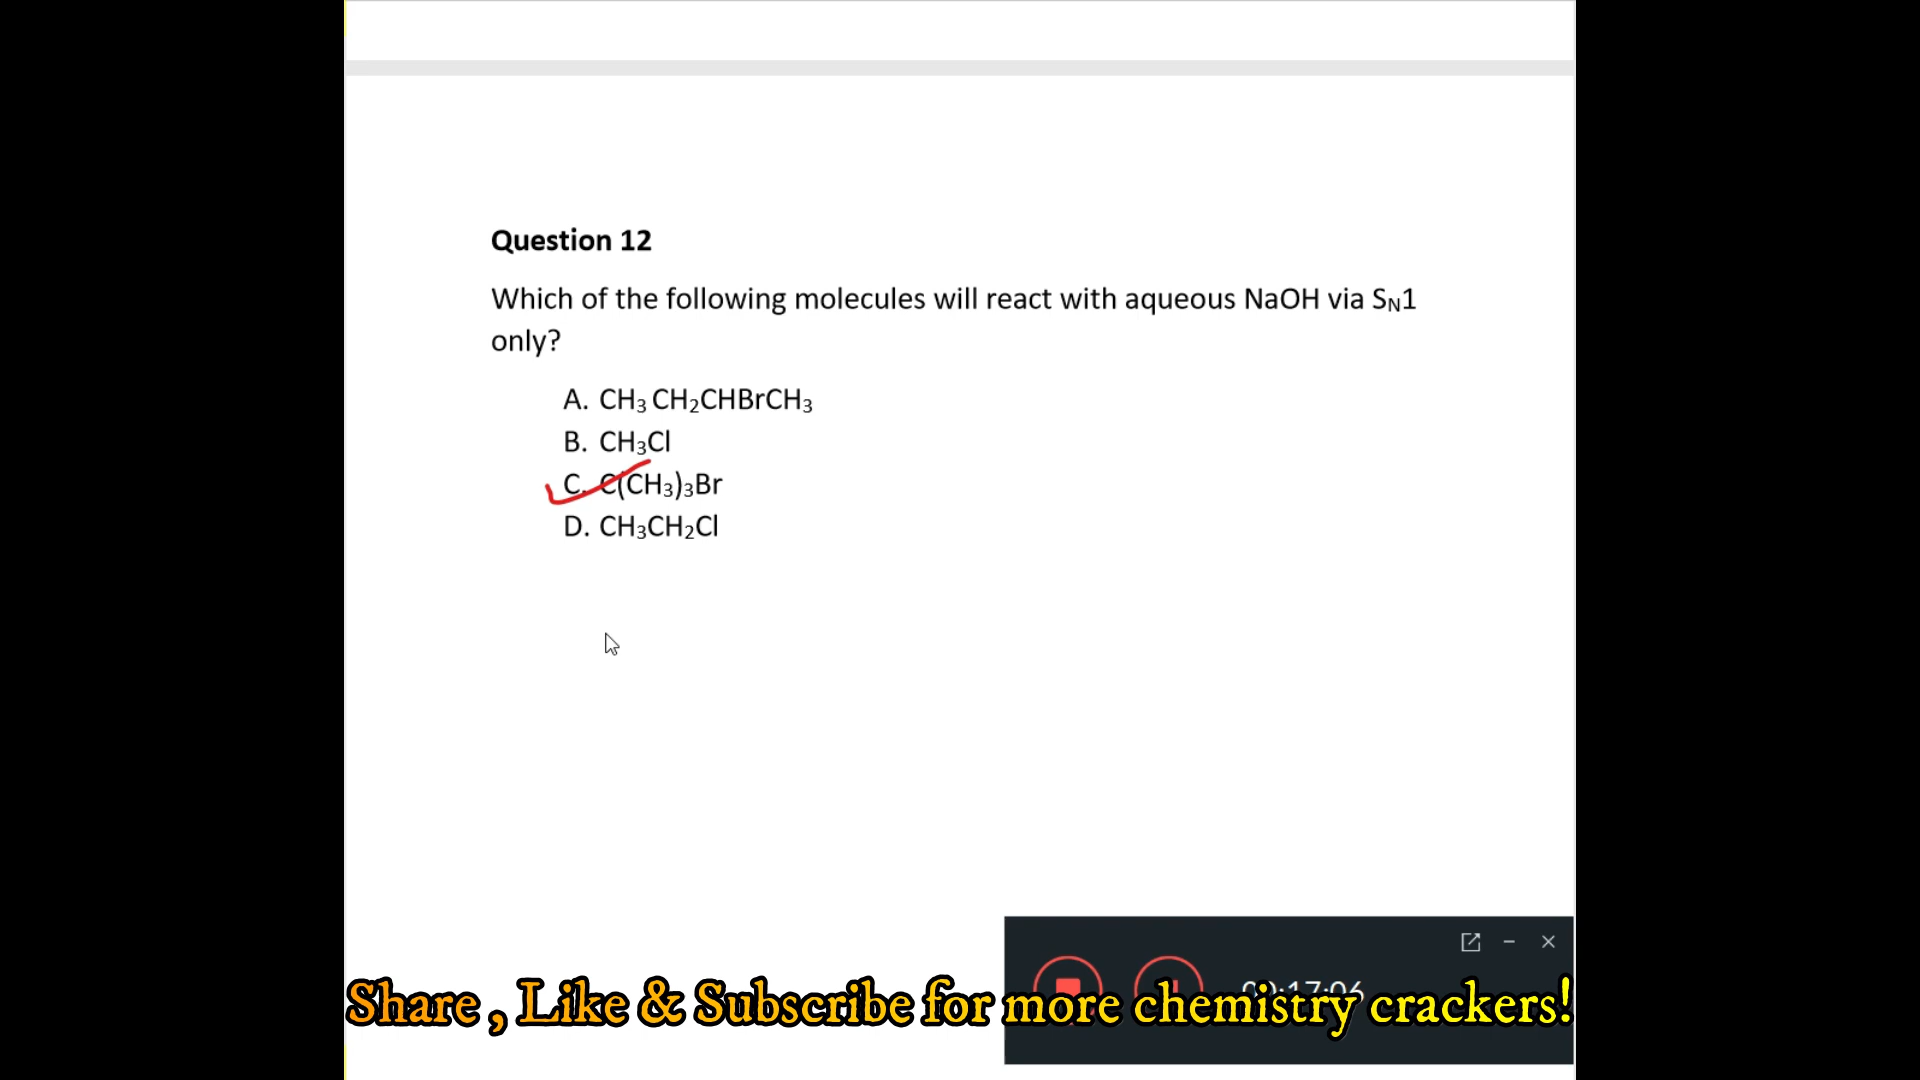 Question 12
Which of the following molecules will react with aqueous NaOH via SN1
only?
A. CH3 CH2CHBrCH3
B. CH3Cl
C. C(CH3)3Br
D. CH3CH2Cl
Share , Like & Subscribe for more chemistry crackers!